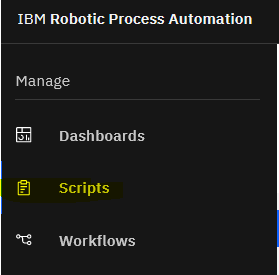 IBM Robotic Process Automation
Manage
Dashboards
Scripts
Workflows